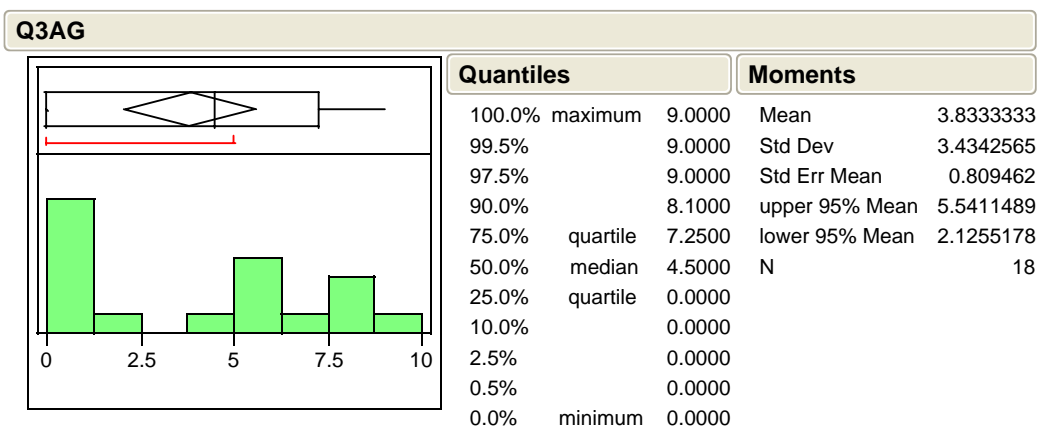 Q3AG
Quantiles
100.0% maximum 9.0000
99.5% 9.0000
97.5% 9.0000
90.0% 8.1000
75.0% quartile 7.2500
50.0% median 4.5000
25.0% quartile 0.0000
10.0% 0.0000
2.5% 0.0000
0.5% 0.0000
0.0% minimum 0.0000
Moments
Mean 3.8333333
Std Dev 3.4342565
Std Err Mean 0.809462
upper 95% Mean 5.5411489
lower 95% Mean 2.1255178
N 18
0 2.5 5 7.5 10